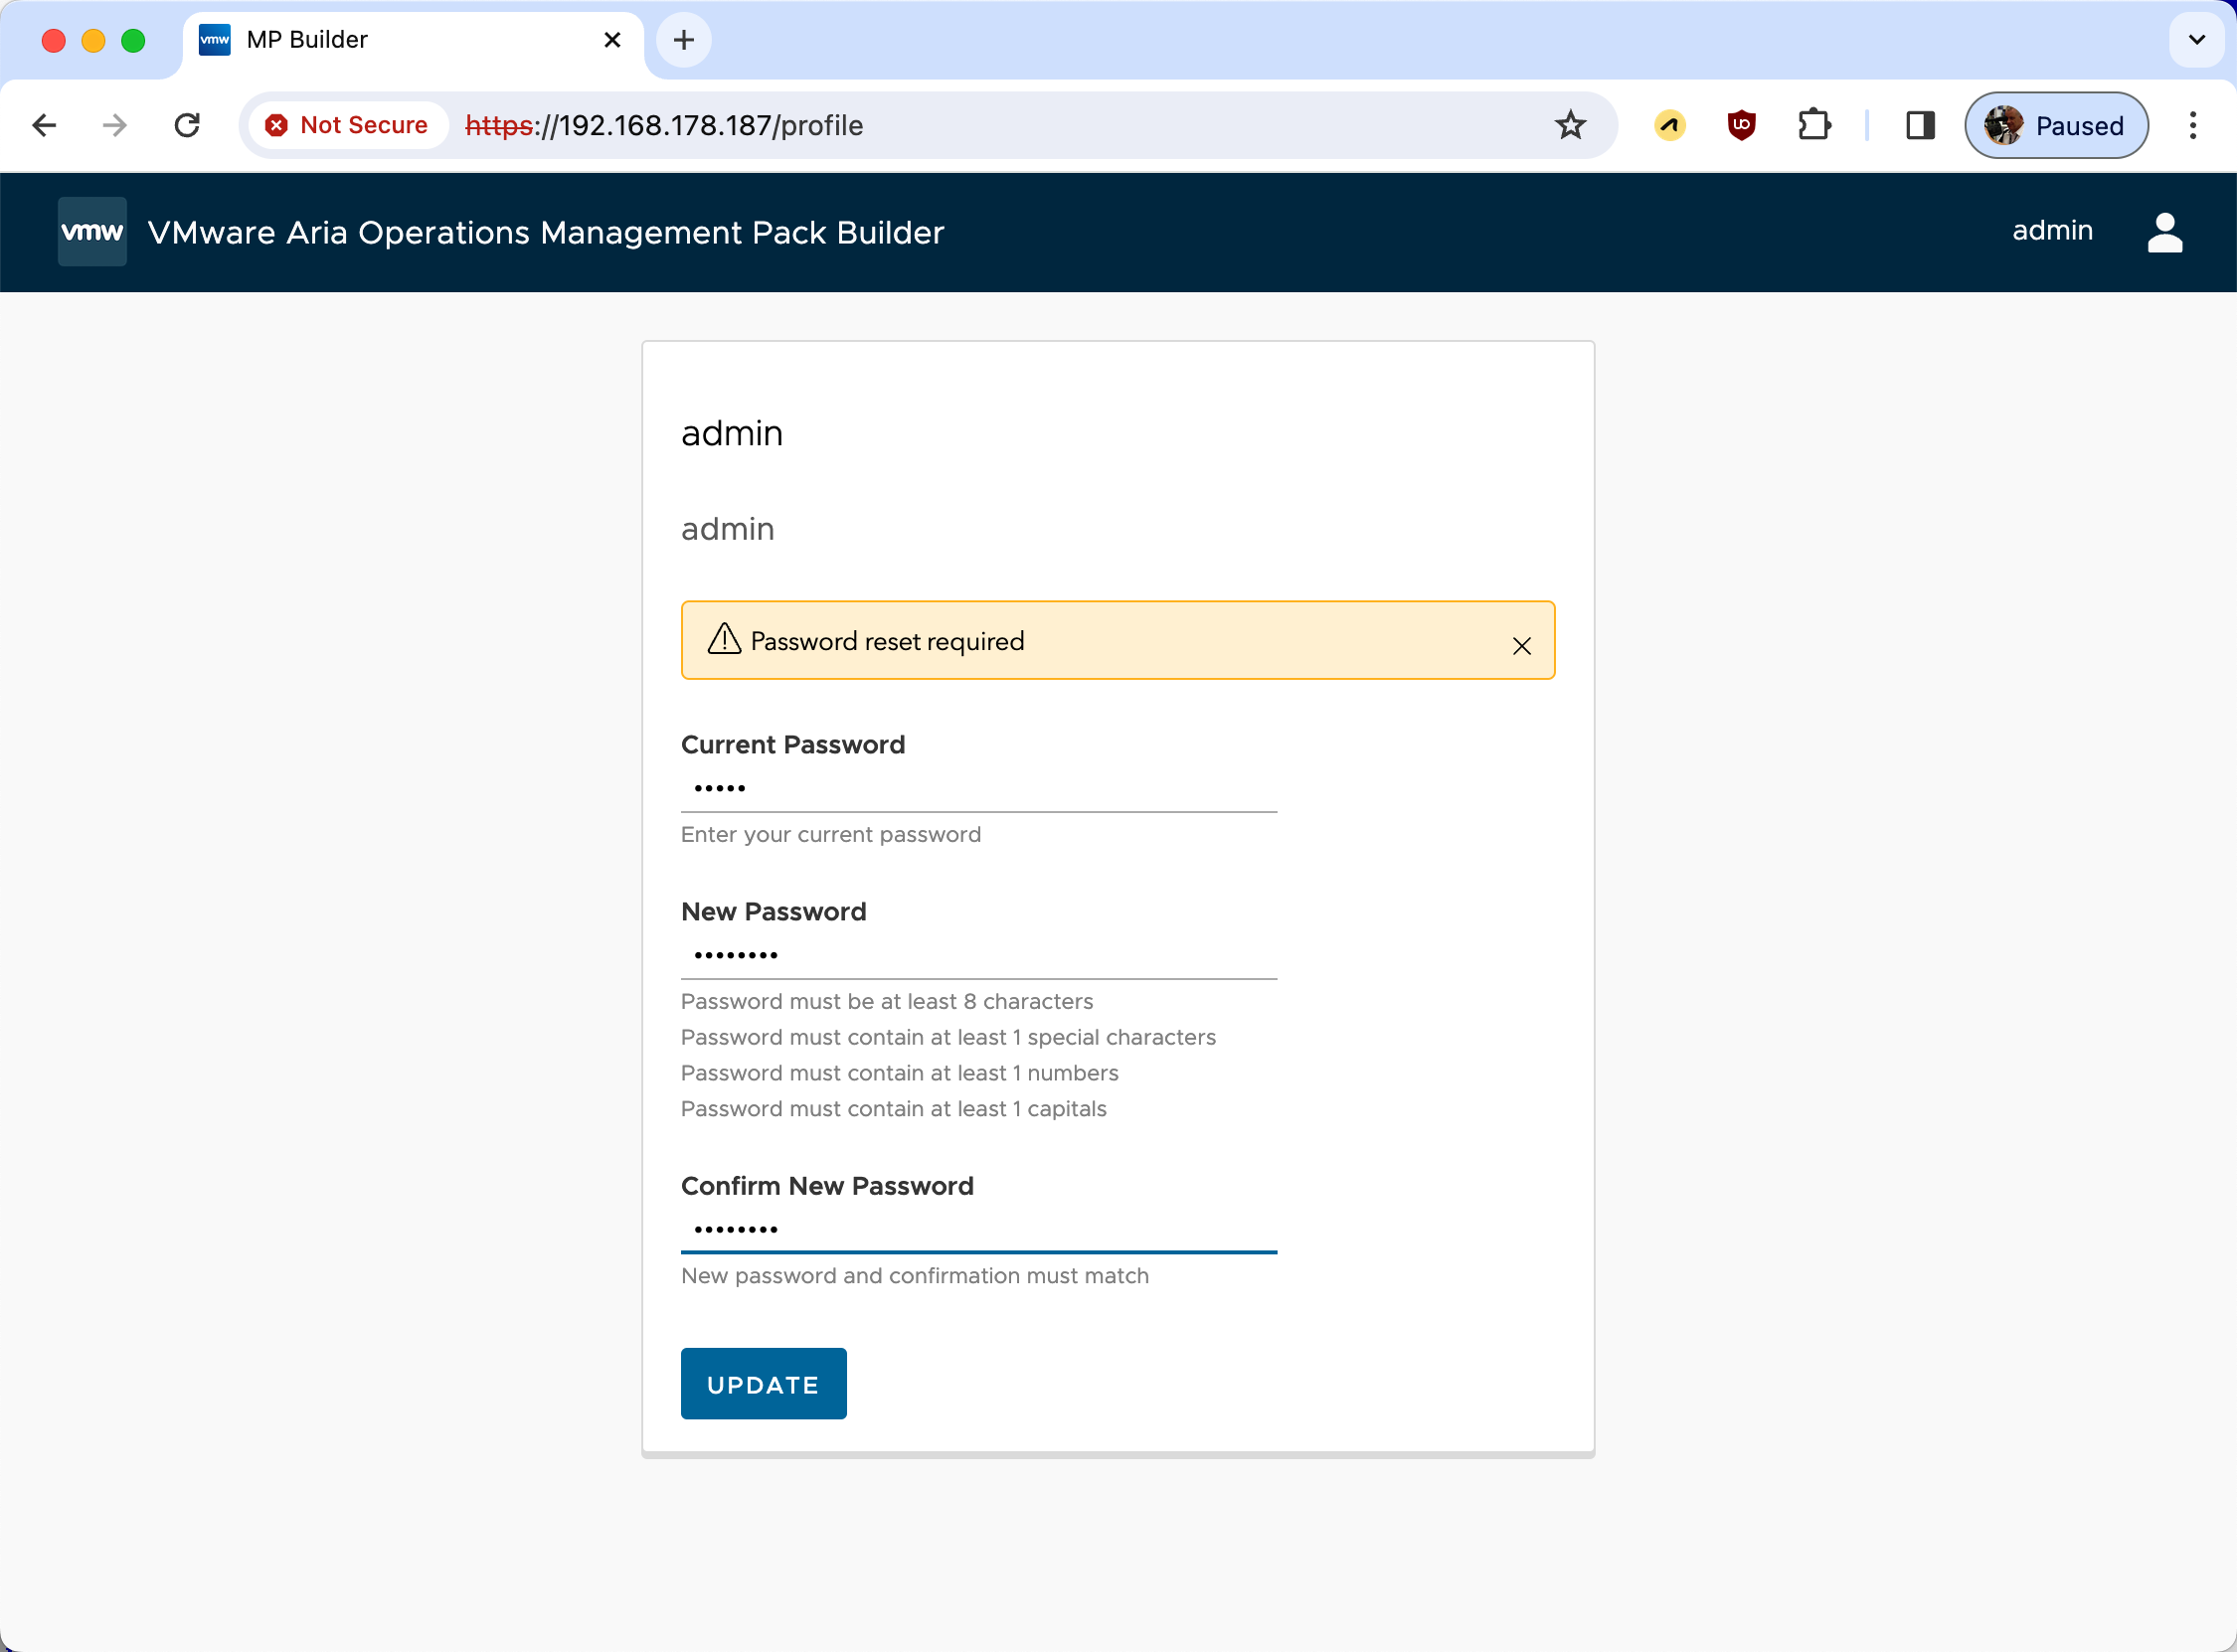 vmw MP Builder
Not Secure https://192.168.178.187/profile UO Paused
vmw VMware Aria Operations Management Pack Builder admin
admin
admin
Password reset required
Current Password
•••••
Enter your current password
New Password
••••••••
Password must be at least 8 characters
Password must contain at least 1 special characters
Password must contain at least 1 numbers
Password must contain at least 1 capitals
Confirm New Password
••••••••
New password and confirmation must match
UPDATE